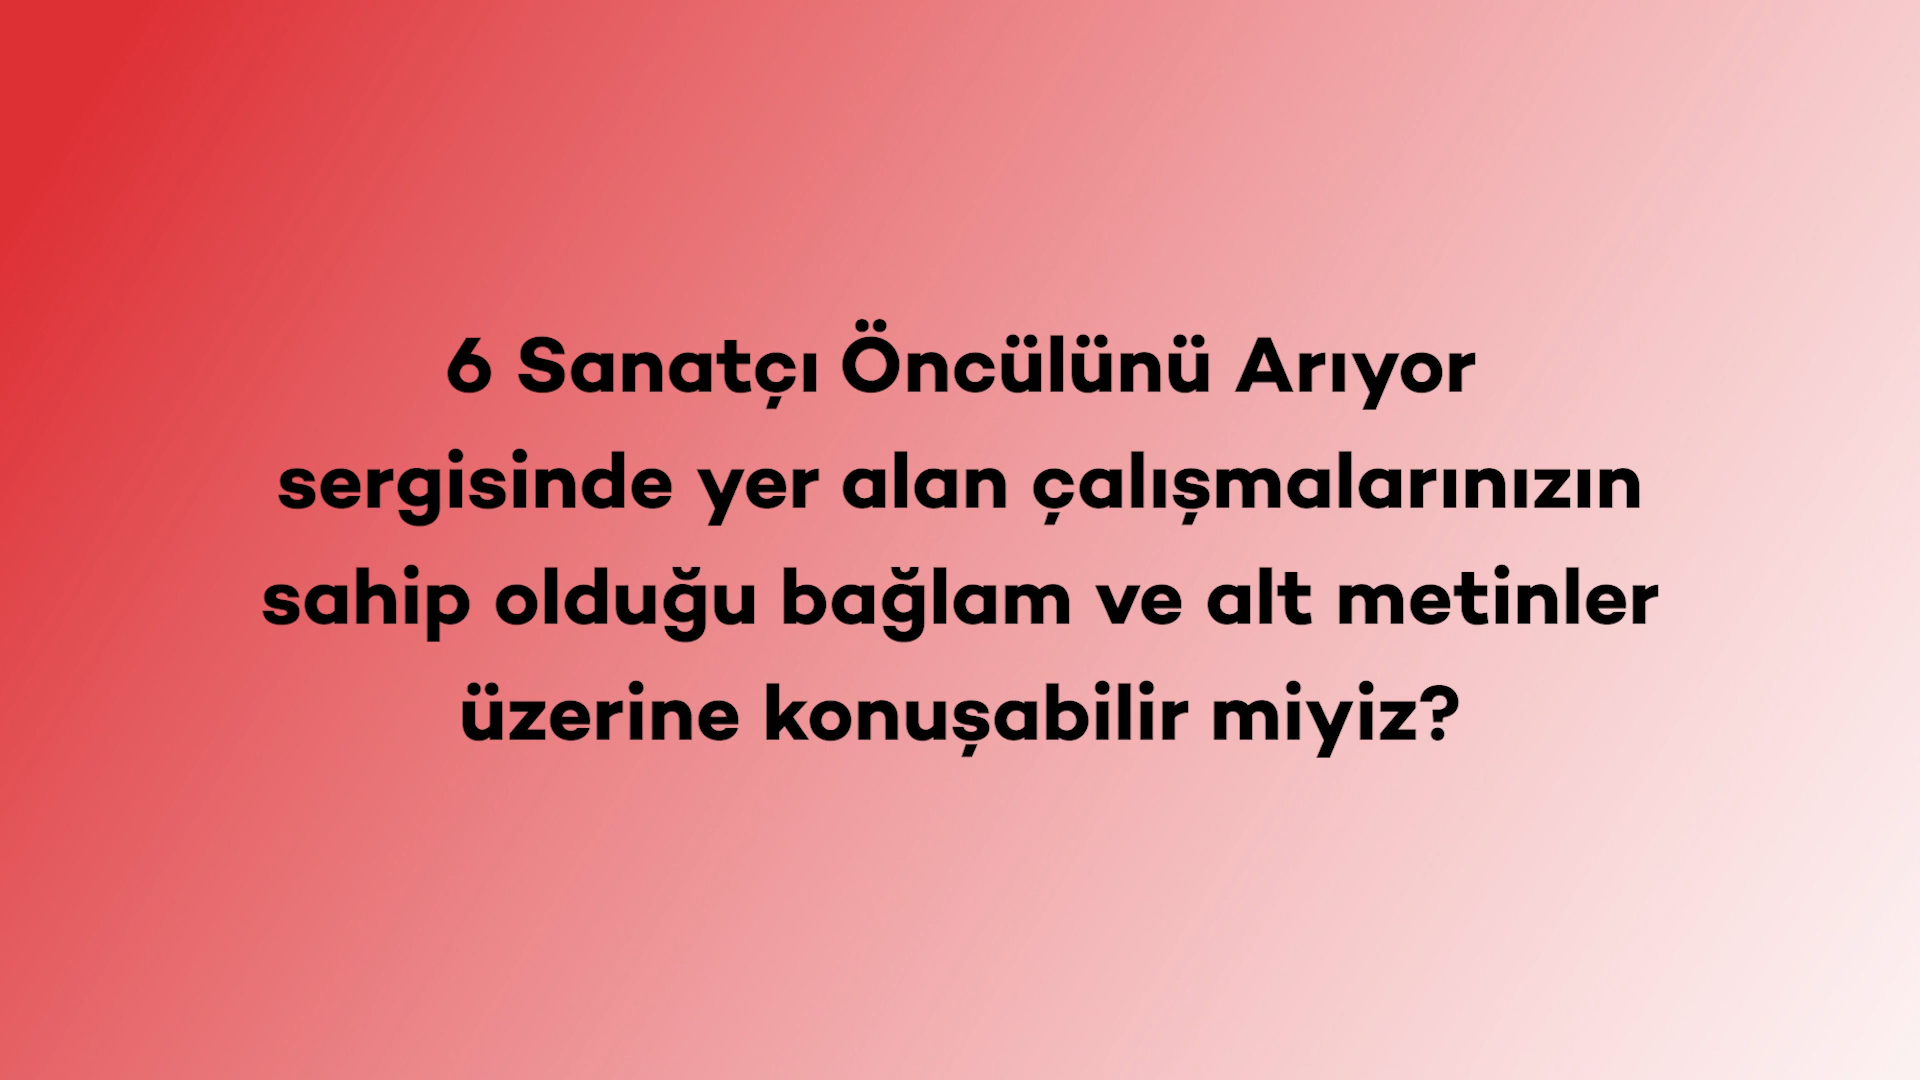 6 Sanatçı Öncülünü Arıyor
sergisinde yer alan çalışmalarınızın
sahip olduğu bağlam ve alt metinler
üzerine konuşabilir miyiz?